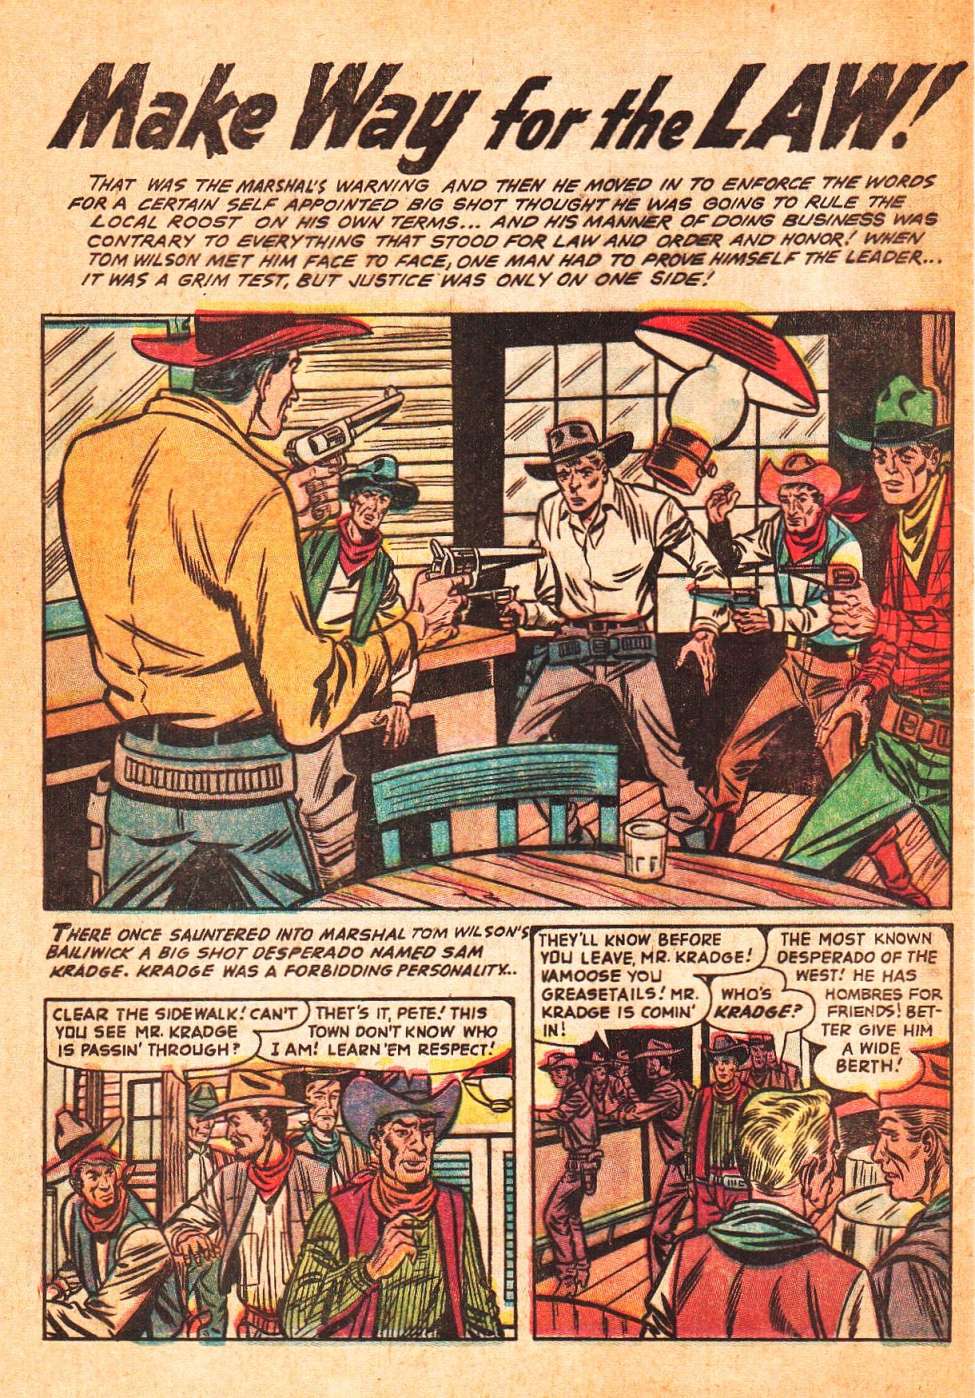 Make Way for the LAW!
THAT WAS THE MARSHAL'S WARNING AND THEN HE MOVED IN TO ENFORCE THE WORDS
FOR A CERTAIN SELF APPOINTED BIG SHOT THOUGHT HE WAS GOING TO RULE THE
LOCAL ROOST ON HIS OWN TERMS... AND HIS MANNER OF DOING BUSINESS WAS
CONTRARY TO EVERYTHING THAT STOOD FOR LAW AND ORDER AND HONOR! WHEN
TOM WILSON MET HIM FACE TO FACE, ONE MAN HAD TO PROVE HIMSELF THE LEADER...
IT WAS A GRIM TEST, BUT JUSTICE WAS ONLY ON ONE SIDE!
THERE ONCE SAUNTERED INTO MARSHAL TOM WILSON'S
BAILIWICK A BIG SHOT DESPERADO NAMED SAM
KRADGE. KRADGE WAS A FORBIDDING PERSONALITY..
CLEAR THE SIDEWALK! CAN'T
YOU SEE MR. KRADGE
IS PASSIN' THROUGH?
THET'S IT, PETE! THIS
TOWN DON'T KNOW WHO
I AM! LEARN 'EM RESPECT!
THEY'LL KNOW BEFORE
YOU LEAVE, MR. KRADGE!
VAMOOSE YOU
GREASETAILS! MR.
KRADGE IS COMIN'
IN!
WHO'S
KRADGE?
THE MOST KNOWN
DESPERADO OF THE
WEST! HE HAS
HOMBRES FOR
FRIENDS! BET-
TER GIVE HIM
A WIDE
BERTH!